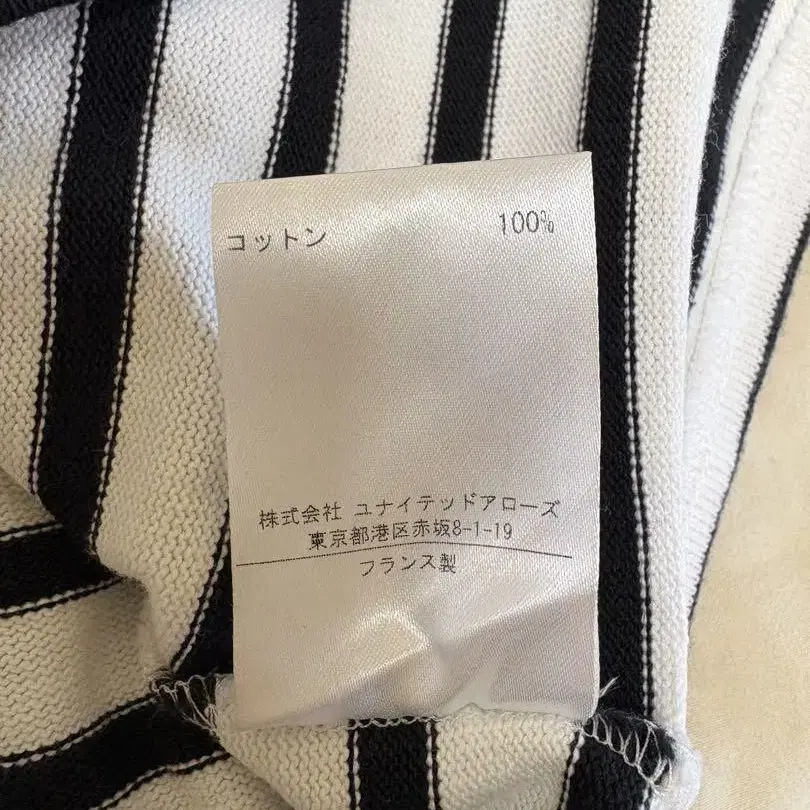 コットン 100%
株式会社 ユナイテッドアローズ
東京都港区赤坂8-1-19
フランス製